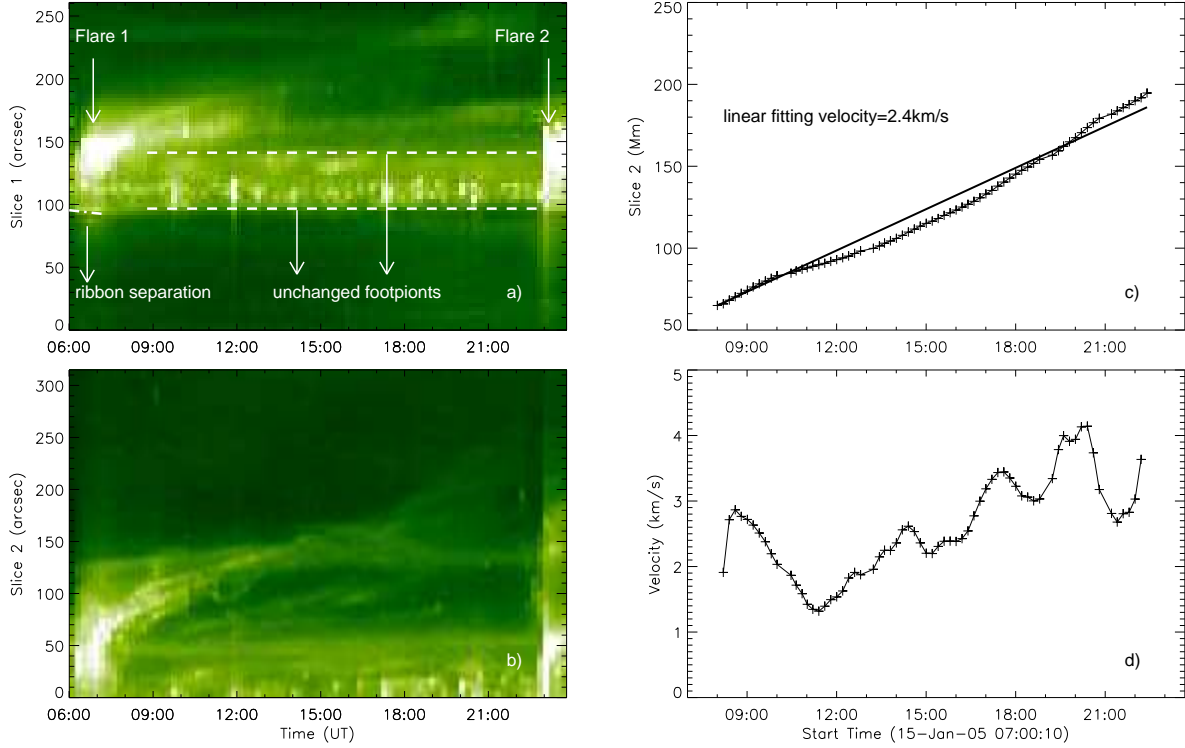 250
200
150
100
50
0
Slice 1 (arcsec)
Flare 1
Flare 2
ribbon separation
unchanged footpionts
a)
06:00 09:00 12:00 15:00 18:00 21:00
300
250
200
150
100
50
0
Slice 2 (arcsec)
b)
06:00 09:00 12:00 15:00 18:00 21:00
Time (UT)
250
200
150
100
50
Slice 2 (Mm)
linear fitting velocity=2.4km/s
c)
09:00 12:00 15:00 18:00 21:00
5
4
3
2
1
0
Velocity (km/s)
d)
09:00 12:00 15:00 18:00 21:00
Start Time (15-Jan-05 07:00:10)